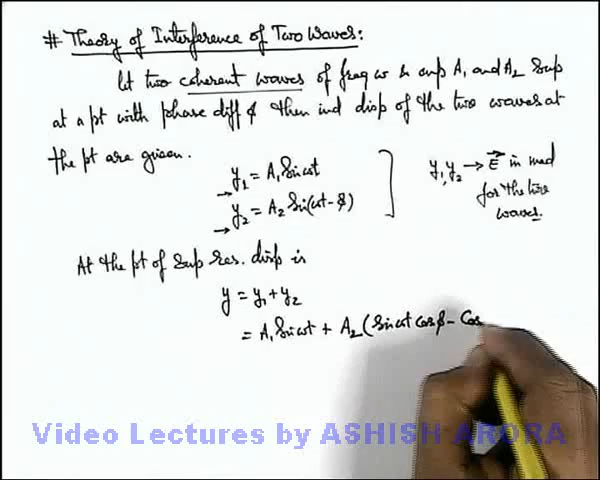 # Theory of Interference of Two Waves:
let two coherent waves of freq ω & amp A₁ and A₂ Sup
at a pt with phase diff ϕ then ind disp of the two waves at
the pt are given.
y₁ = A₁ Sin ωt
y₂ = A₂ Sin(ωt - ϕ)
y₁, y₂ → E⃗ in med
for the two
waves.
At the pt of Sup Res. disp is
y = y₁ + y₂
= A₁ Sin ωt + A₂ (Sin ωt Cos ϕ - Cos
Video Lectures by ASHISH ARORA